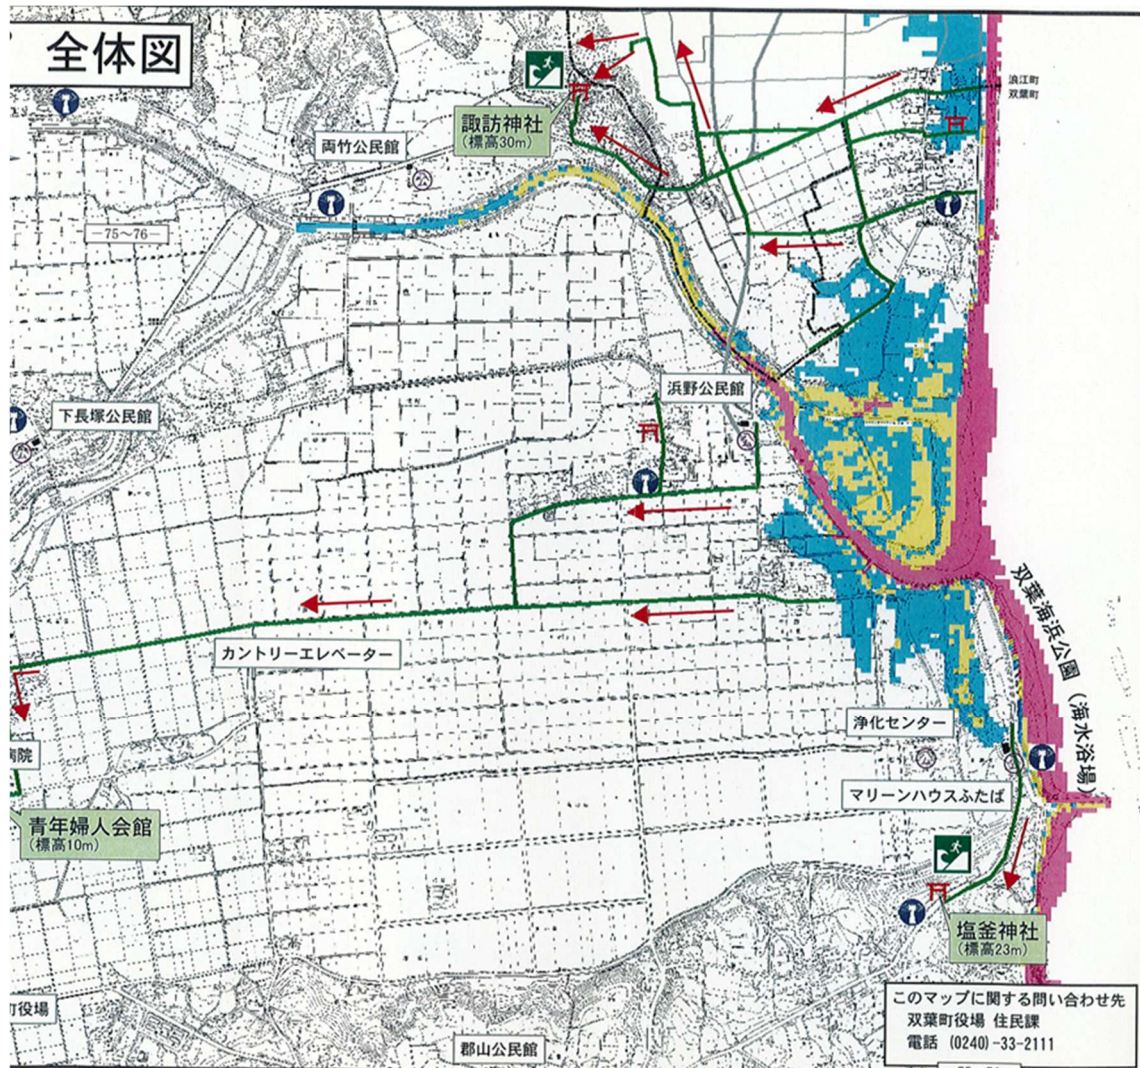 全体図
諏訪神社
(標高30m)
浪江町
双葉町
両竹公民館
公
75~76
下長塚公民館
浜野公民館
公
カントリーエレベーター
双葉海浜公園（海水浴場）
病院
浄化センター
公
マリーンハウスふたば
青年婦人会館
(標高10m)
塩釜神社
(標高23m)
町役場
郡山公民館
このマップに関する問い合わせ先
双葉町役場 住民課
電話 (0240)-33-2111